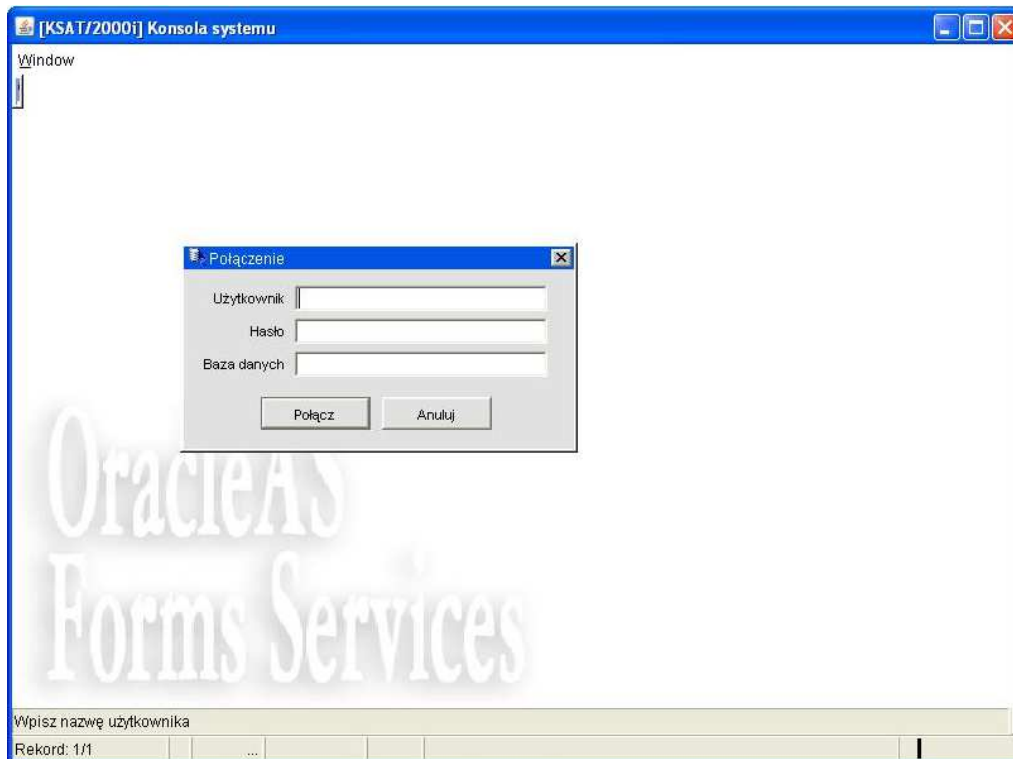 [KSAT/2000i] Konsola systemu
Window
Połączenie
Użytkownik
Hasło
Baza danych
Połącz Anuluj
OracleAS
Forms Services
Wpisz nazwę użytkownika
Rekord: 1/1 ...